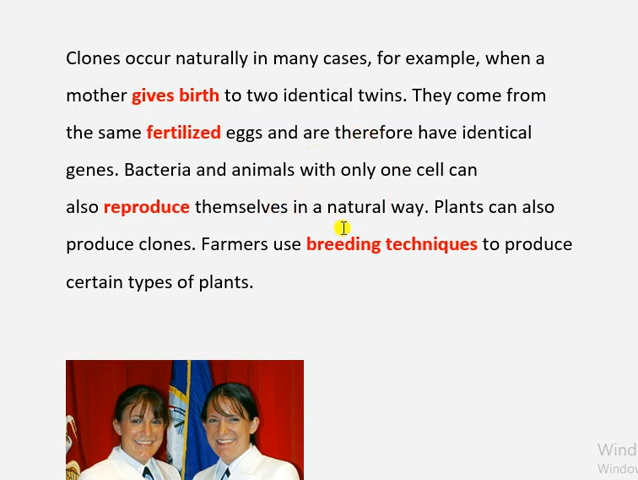 Clones occur naturally in many cases, for example, when a
mother gives birth to two identical twins. They come from
the same fertilized eggs and are therefore have identical
genes. Bacteria and animals with only one cell can
also reproduce themselves in a natural way. Plants can also
produce clones. Farmers use breeding techniques to produce
certain types of plants.
Wind
Window